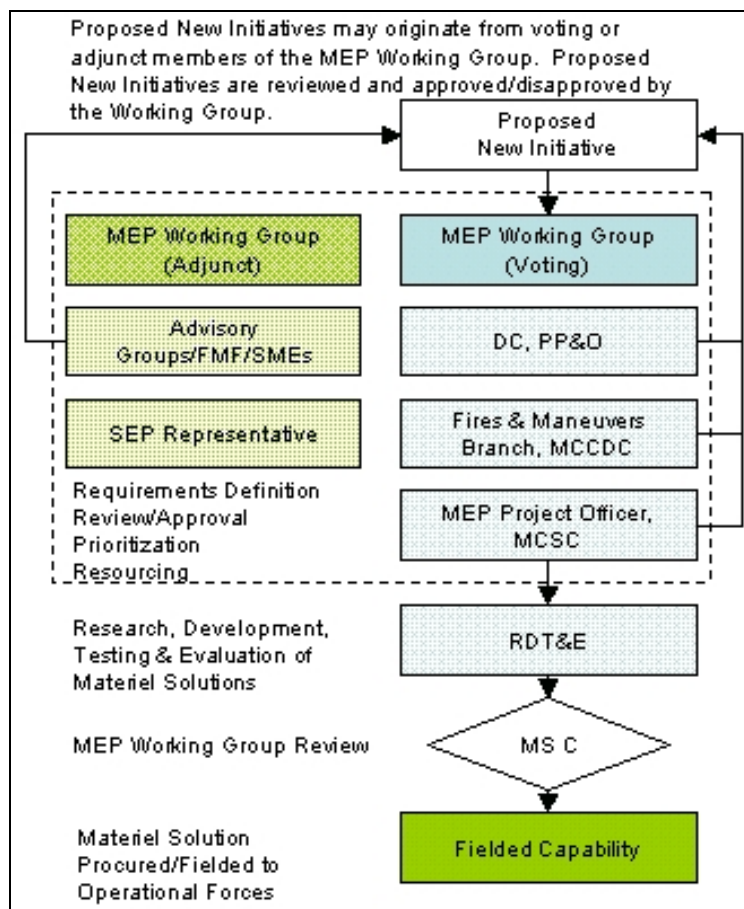 Proposed New Initiatives may originate from voting or
adjunct members of the MEP Working Group. Proposed
New Initiatives are reviewed and approved/disapproved by
the Working Group.
Proposed
New Initiative
MEP Working Group
(Adjunct)
MEP Working Group
(Voting)
Advisory
Groups/FMF/SMEs
DC, PP&O
SEP Representative
Fires & Maneuvers
Branch, MCCDC
Requirements Definition
Review/Approval
Prioritization
Resourcing
MEP Project Officer,
MCSC
Research, Development,
Testing & Evaluation of
Materiel Solutions
RDT&E
MEP Working Group Review
MS C
Materiel Solution
Procured/Fielded to
Operational Forces
Fielded Capability